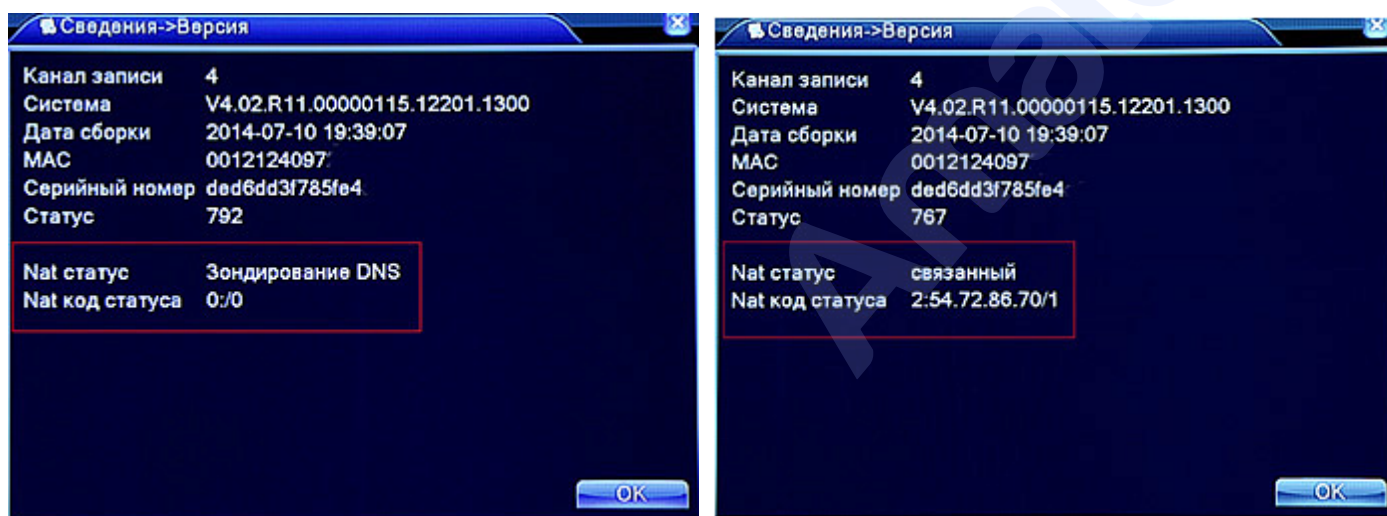 Сведения->Версия
Канал записи 4
Система V4.02.R11.00000115.12201.1300
Дата сборки 2014-07-10 19:39:07
MAC 0012124097
Серийный номер ded6dd3f785fe4
Статус 792
Nat статус Зондирование DNS
Nat код статуса 0:/0
OK
Сведения->Версия
Канал записи 4
Система V4.02.R11.00000115.12201.1300
Дата сборки 2014-07-10 19:39:07
MAC 0012124097
Серийный номер ded6dd3f785fe4
Статус 767
Nat статус связанный
Nat код статуса 2:54.72.86.70/1
OK